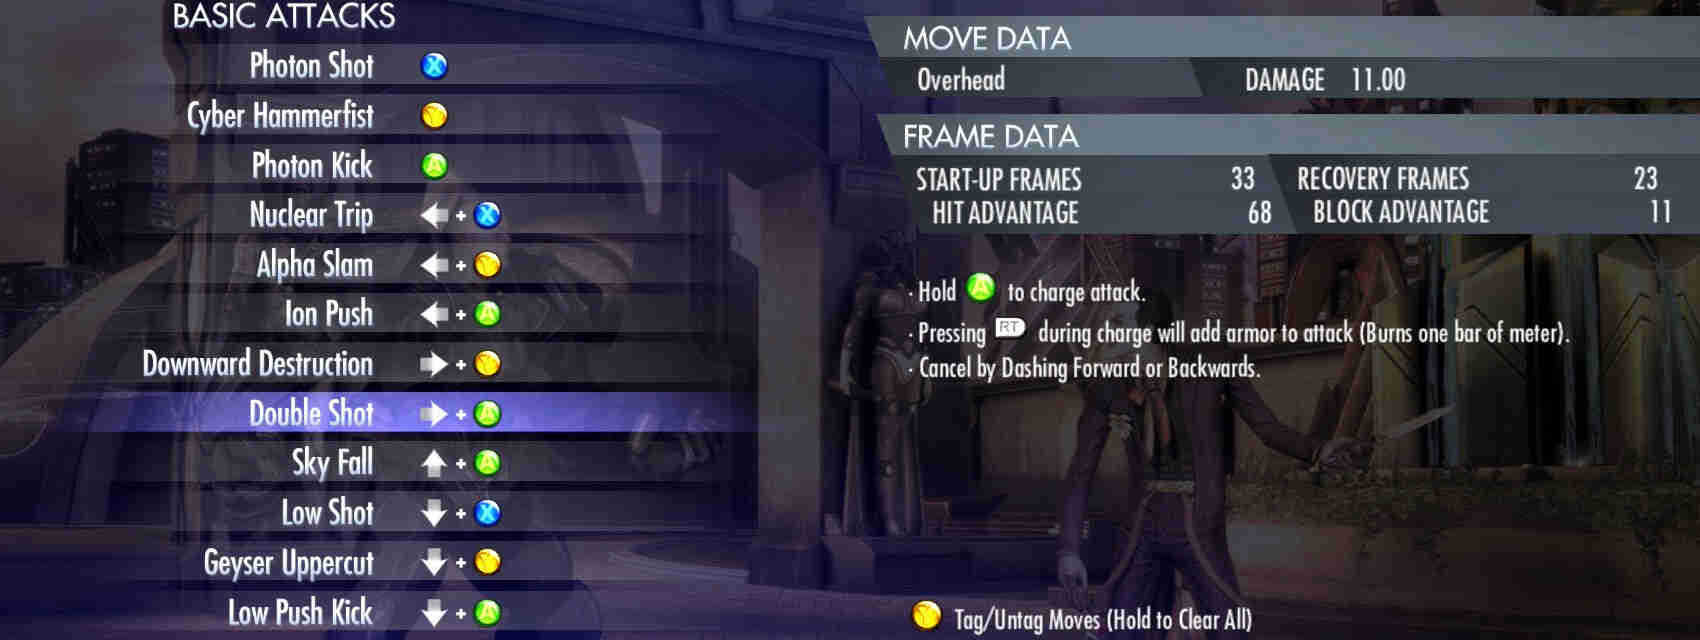 BASIC ATTACKS
Photon Shot X
Cyber Hammerfist Y
Photon Kick A
Nuclear Trip + X
Alpha Slam + Y
Ion Push + A
Downward Destruction + Y
Double Shot + A
Sky Fall + A
Low Shot + X
Geyser Uppercut + Y
Low Push Kick + A
MOVE DATA
Overhead DAMAGE 11.00
FRAME DATA
START-UP FRAMES 33 RECOVERY FRAMES 23
HIT ADVANTAGE 68 BLOCK ADVANTAGE 11
· Hold A to charge attack.
· Pressing RT during charge will add armor to attack (Burns one bar of meter).
· Cancel by Dashing Forward or Backwards.
Y Tag/Untag Moves (Hold to Clear All)